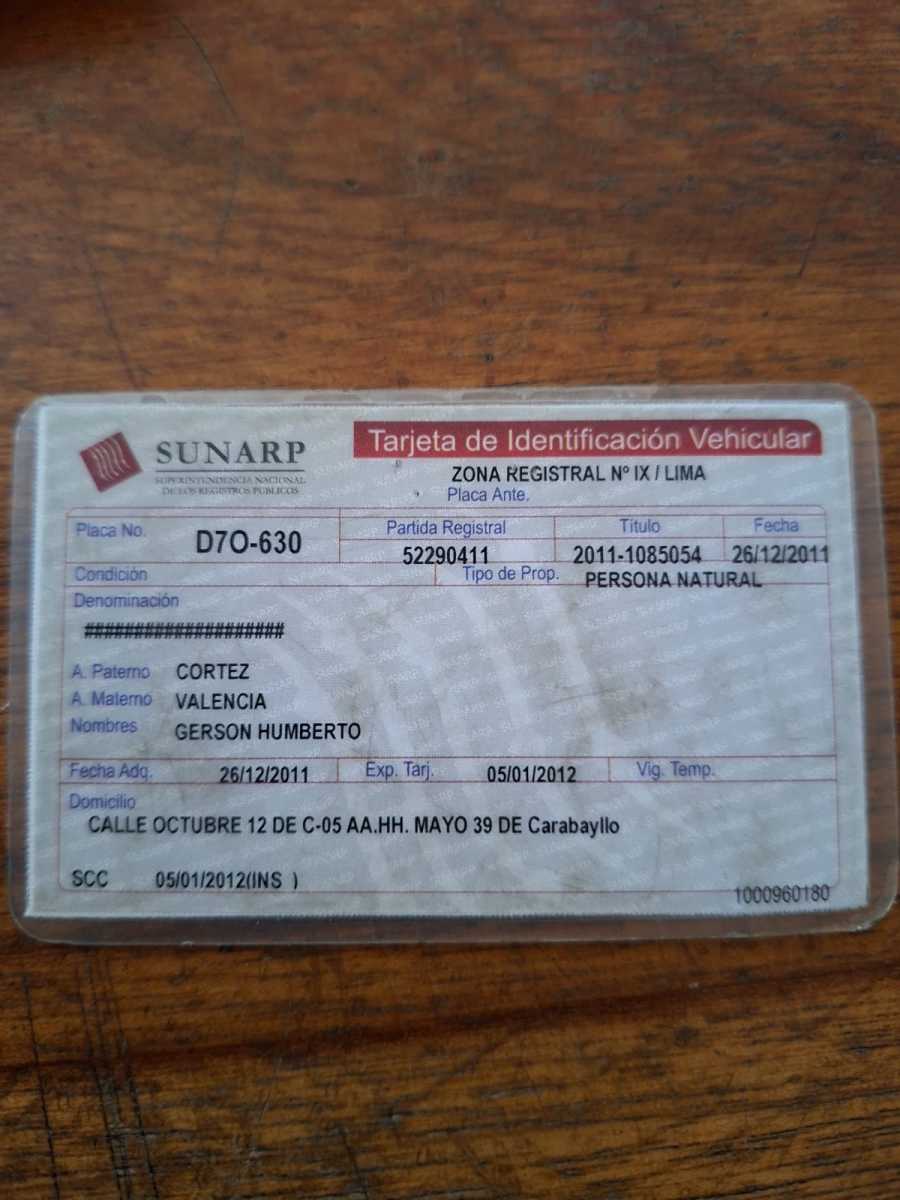 SUNARP
SUPERINTENDENCIA NACIONAL
DE LOS REGISTROS PUBLICOS
Tarjeta de Identificación Vehicular
ZONA REGISTRAL Nº IX / LIMA
Placa Ante.
Placa No. D7O-630
Partida Registral Título Fecha
52290411 2011-1085054 26/12/2011
Condición Tipo de Prop. PERSONA NATURAL
Denominación
####################
A. Paterno CORTEZ
A. Materno VALENCIA
Nombres GERSON HUMBERTO
Fecha Adq. 26/12/2011 Exp. Tarj. 05/01/2012 Vig. Temp.
Domicilio
CALLE OCTUBRE 12 DE C-05 AA.HH. MAYO 39 DE Carabayllo
SCC 05/01/2012(INS )
1000960180